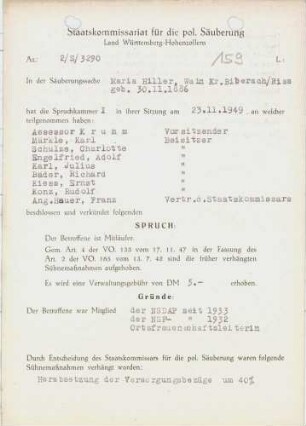 Staatskommissariat für die pol. Säuberung
Land Württemberg-Hohenzollern
Az.: 2/S/3290 159 L.:
In der Säuberungssache Maria Hiller, Wain Kr.Biberach/Riss
geb. 30.11.1886
hat die Spruchkammer I in ihrer Sitzung am 23.11.1949, an welcher
teilgenommen haben:
Assessor K r u m m Vorsitzender
Märkle, Karl Beisitzer
Schulze, Charlotte "
Engelfried, Adolf "
Karl, Julius "
Bader, Richard "
Kiess, Ernst "
Konz, Rudolf "
Ang.Hauer, Franz Vertr.d.Staatskommissars
beschlossen und verkündet folgenden
SPRUCH:
Der Betroffene ist Mitläufer.
Gem. Art. 4 der VO. 133 vom 17. 11. 47 in der Fassung des
Art. 2 der VO. 165 vom 13. 7. 48 sind die früher verhängten
Sühnemaßnahmen aufgehoben.
Es wird eine Verwaltungsgebühr von DM 5.- erhoben.
Gründe:
Der Betroffene war Mitglied der NSDAP seit 1933
der NSF- " 1932
Ortsfrauenschaftsleiterin
Durch Entscheidung des Staatskommissars für die pol. Säuberung waren folgende
Sühnemaßnahmen verhängt worden:
Herabsetzung der Versorgungsbezüge um 40%